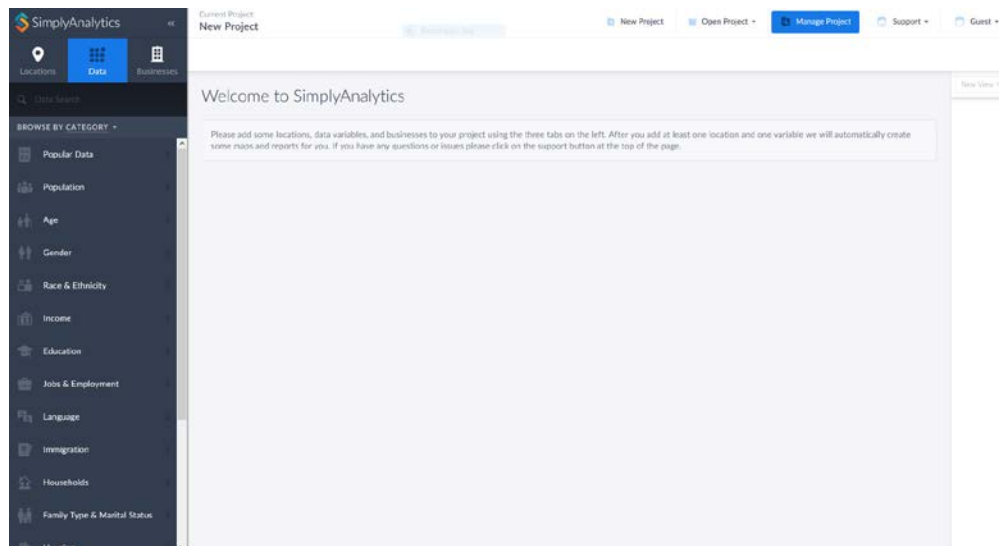 SimplyAnalytics «
Current Project:
New Project
New Project
Open Project
Manage Project
Support
Guest
Locations
Data
Businesses
Data Search
BROWSE BY CATEGORY
New View
Welcome to SimplyAnalytics
Please add some locations, data variables, and businesses to your project using the three tabs on the left. After you add at least one location and one variable we will automatically create
some maps and reports for you. If you have any questions or issues please click on the support button at the top of the page.
Popular Data
Population
Age
Gender
Race & Ethnicity
Income
Education
Jobs & Employment
Language
Immigration
Households
Family Type & Marital Status